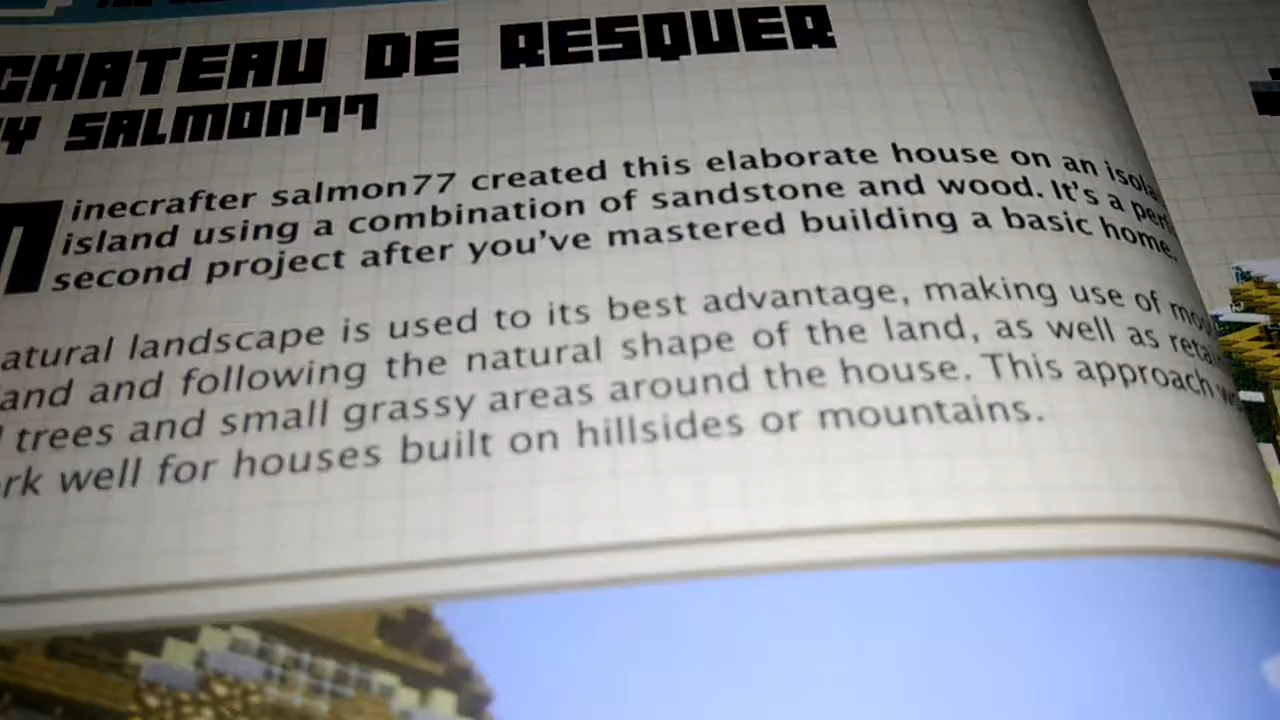 CHATEAU DE RESQUER
SALMON77
inecrafter salmon77 created this elaborate house on an
island using a combination of sandstone and wood. It's a
second project after you've mastered building a basic home.
landscape is used to its best advantage, making use of
and following the natural shape of the land, as well as
trees and small grassy areas around the house. This approach
well for houses built on hillsides or mountains.